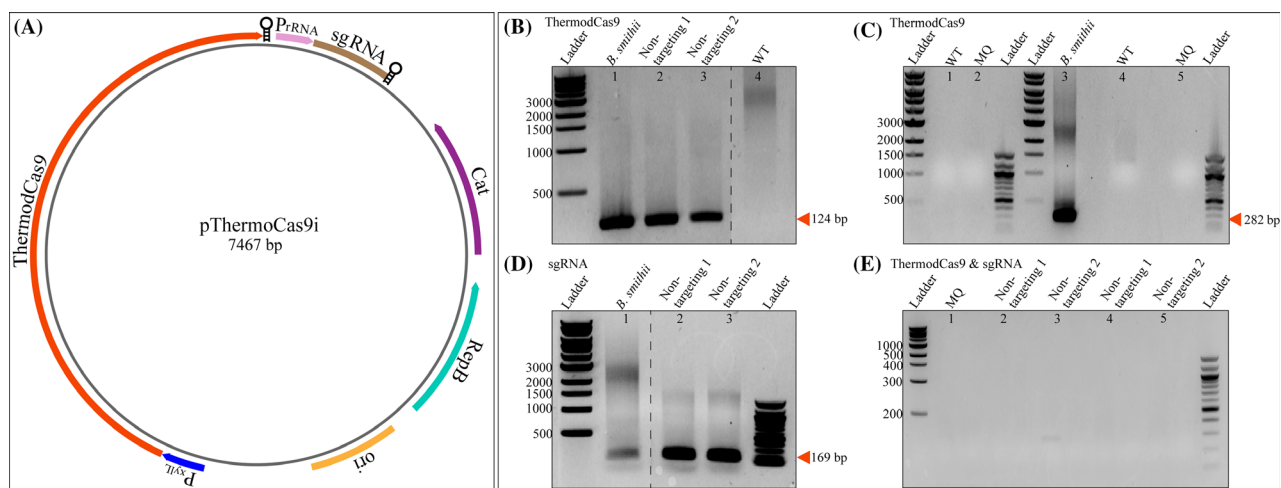 (A)
PrRNA
sgRNA
ThermodCas9
Cat
RepB
ori
PxylL
pThermoCas9i
7467 bp
(B)
ThermodCas9
Ladder
B. smithii
Non-
targeting 1
Non-
targeting 2
WT
1 2 3 4
3000
2000
1500
1000
500
124 bp
(C)
ThermodCas9
Ladder
WT
MQ
Ladder
B. smithii
WT
MQ
Ladder
1 2 3 4 5
3000
2000
1500
1000
500
282 bp
(D)
sgRNA
Ladder
B. smithii
Non-
targeting 1
Non-
targeting 2
Ladder
1 2 3
3000
2000
1500
1000
500
169 bp
(E)
ThermodCas9 & sgRNA
Ladder
MQ
Non-
targeting 1
Non-
targeting 2
Non-
targeting 1
Non-
targeting 2
Ladder
1 2 3 4 5
1000
500
400
300
200